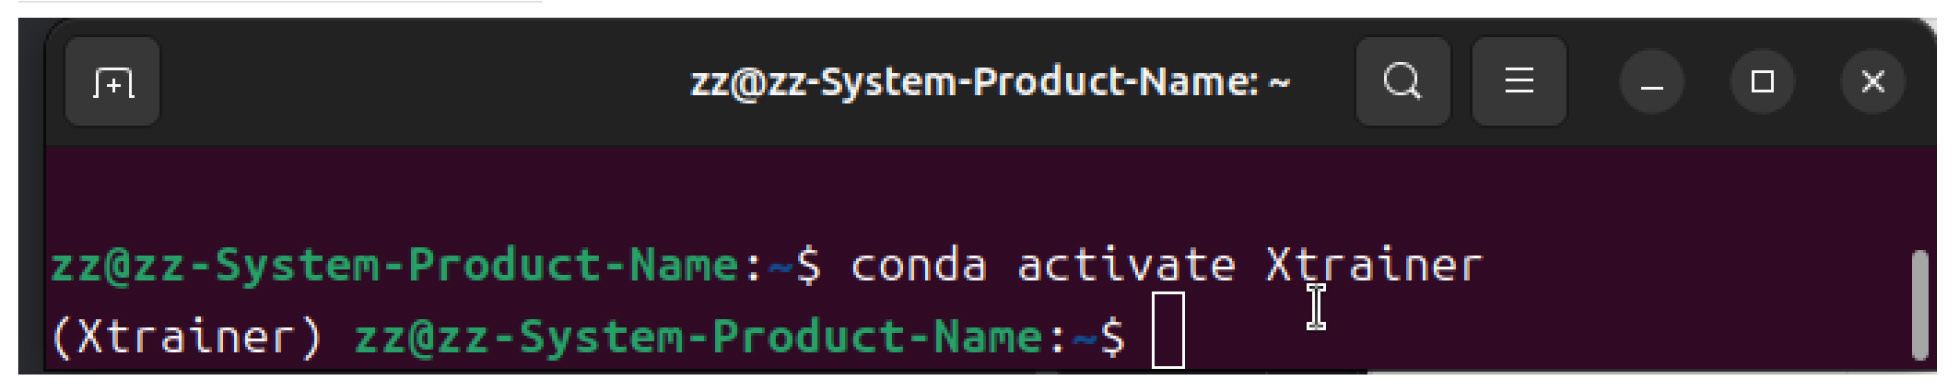 zz@zz-System-Product-Name: ~
zz@zz-System-Product-Name:~$ conda activate Xtrainer
(Xtrainer) zz@zz-System-Product-Name:~$